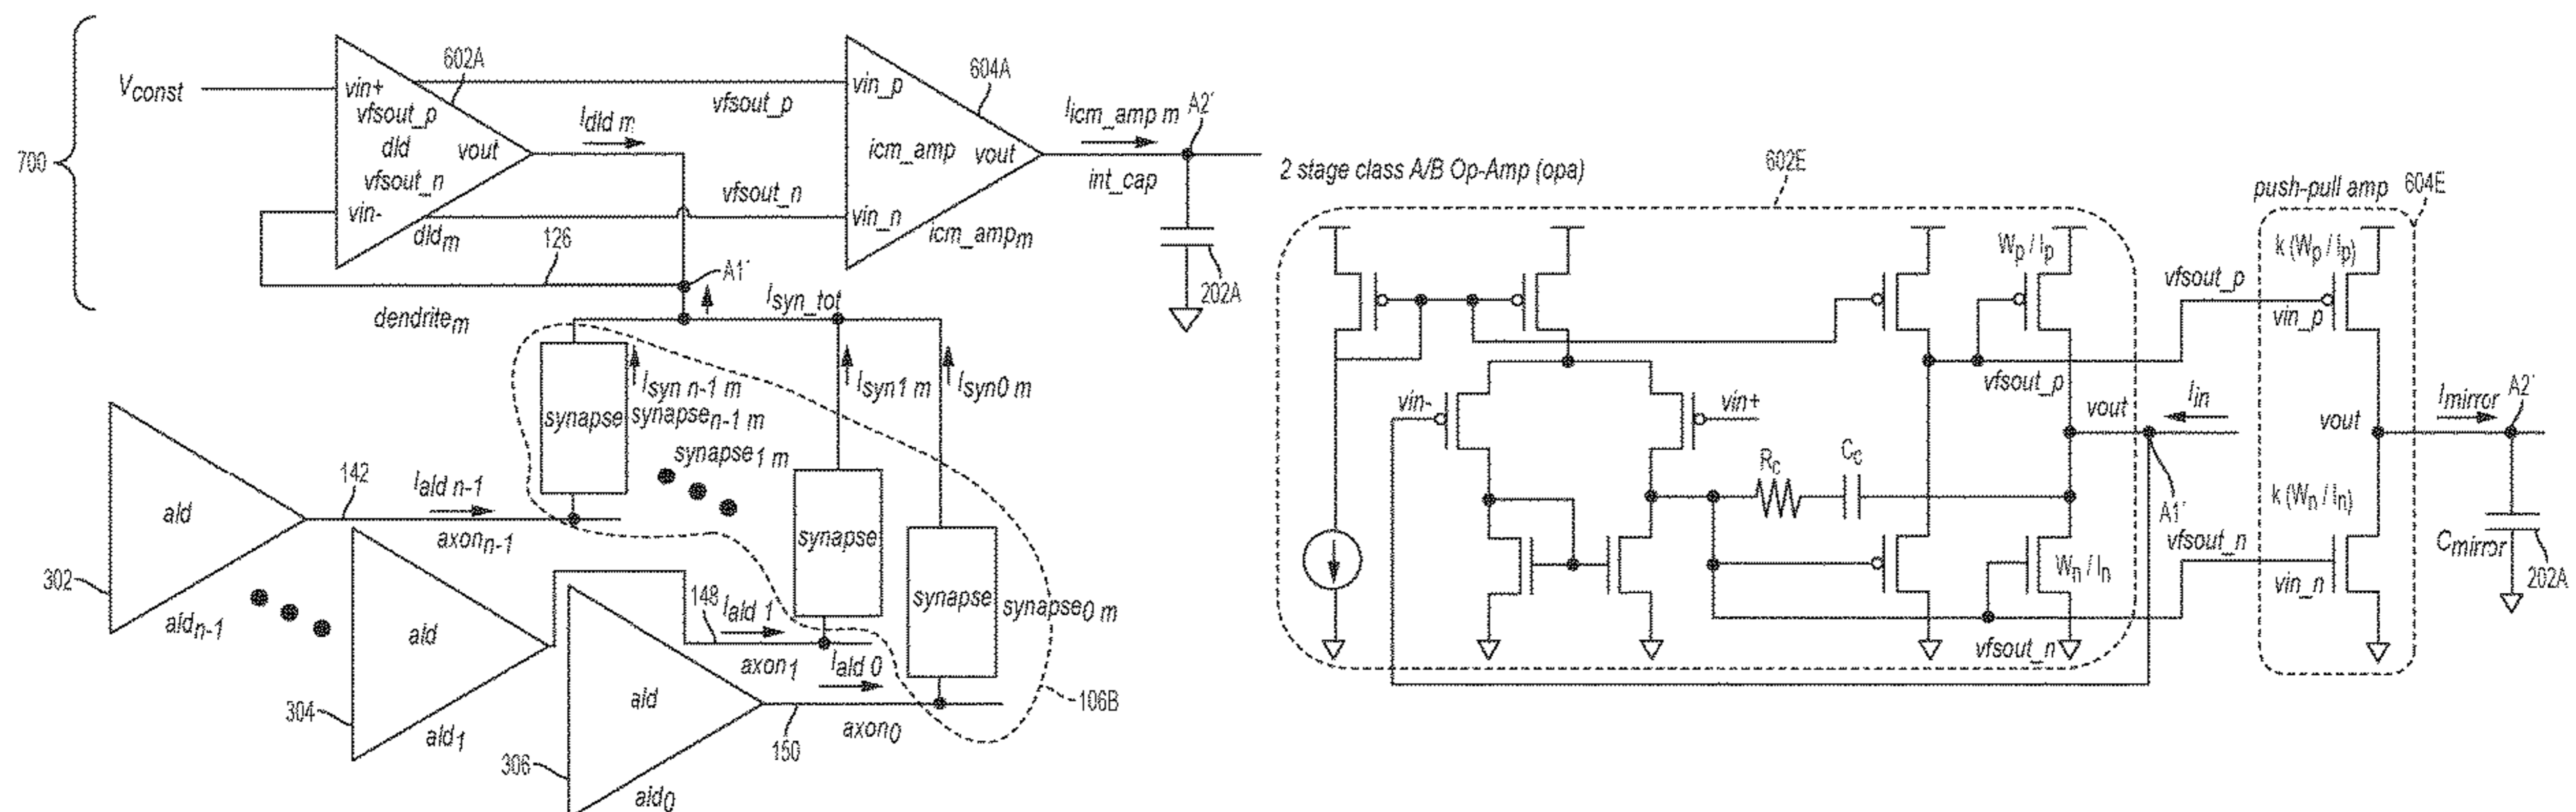 700
Vconst
vin+
vfsout_p
dld
vout
vfsout_n
vin-
dldm
602A
Idld m
vfsout_p
vfsout_n
vin_p
icm_amp
vout
vin_n
icm_ampm
604A
Iicm_amp m
A2'
int_cap
202A
126
A1'
dendritem
Isyn_tot
synapse
Isyn n-1 m
synapsen-1 m
synapse1 m
Isyn1 m
Isyn0 m
synapse
synapse
synapse0 m
106B
ald
302
aldn-1
142
Iald n-1
axonn-1
ald
304
ald1
148
Iald 1
axon1
ald
306
ald0
150
Iald 0
axon0
2 stage class A/B Op-Amp (opa)
602E
push-pull amp
604E
Wp / lp
k (Wp / lp)
vfsout_p
vin_p
vfsout_p
vin-
vin+
vout
Iin
Rc
Cc
A1'
vout
Imirror
A2'
k (Wn / ln)
vfsout_n
vin_n
Wn / ln
vfsout_n
Cmirror
202A